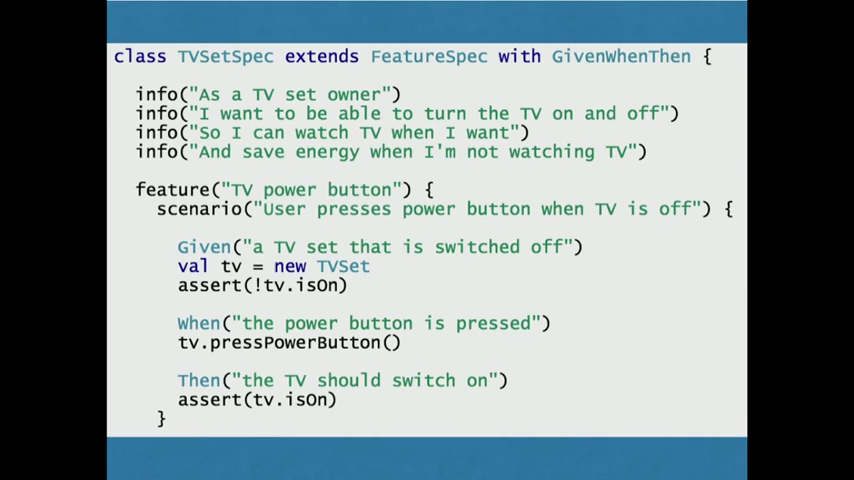 class TVSetSpec extends FeatureSpec with GivenWhenThen {
info("As a TV set owner")
info("I want to be able to turn the TV on and off")
info("So I can watch TV when I want")
info("And save energy when I'm not watching TV")
feature("TV power button") {
scenario("User presses power button when TV is off") {
Given("a TV set that is switched off")
val tv = new TVSet
assert(!tv.isOn)
When("the power button is pressed")
tv.pressPowerButton()
Then("the TV should switch on")
assert(tv.isOn)
}